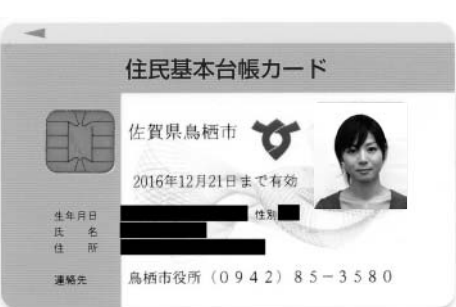 住民基本台帳カード
佐賀県鳥栖市
2016年12月21日まで有効
生年月日 性別
氏 名
住 所
連絡先 鳥栖市役所（0942）85－3580